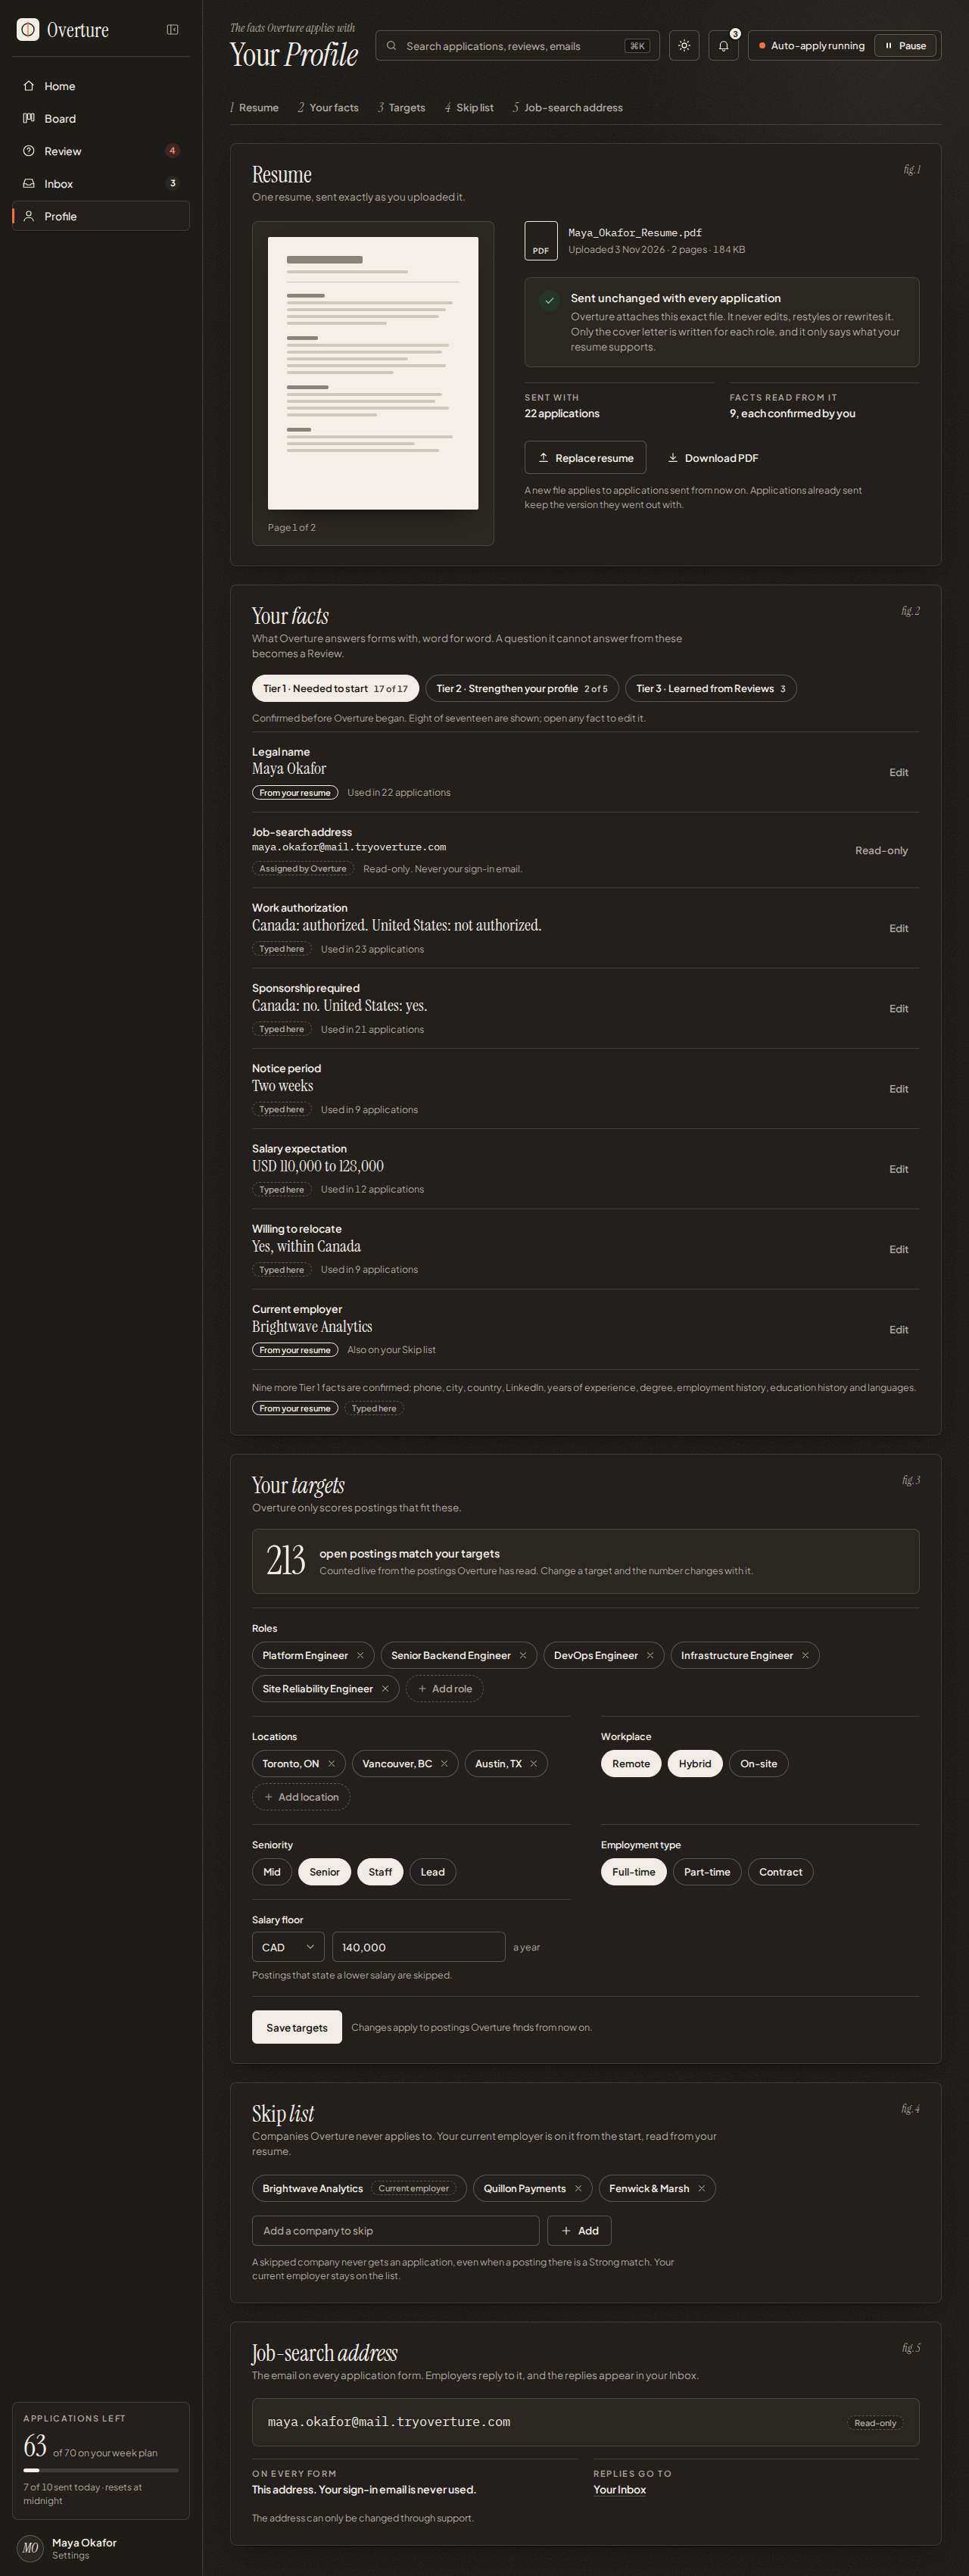 Overture
Home
Board
Review 4
Inbox 3
Profile
The facts Overture applies with
Your Profile
Search applications, reviews, emails ⌘K
3
Auto-apply running
Pause
1 Resume
2 Your facts
3 Targets
4 Skip list
5 Job-search address
Resume
fig. 1
One resume, sent exactly as you uploaded it.
Page 1 of 2
PDF
Maya_Okafor_Resume.pdf
Uploaded 3 Nov 2026 · 2 pages · 184 KB
Sent unchanged with every application
Overture attaches this exact file. It never edits, restyles or rewrites it.
Only the cover letter is written for each role, and it only says what your
resume supports.
SENT WITH
22 applications
FACTS READ FROM IT
9, each confirmed by you
Replace resume
Download PDF
A new file applies to applications sent from now on. Applications already sent
keep the version they went out with.
Your facts
fig. 2
What Overture answers forms with, word for word. A question it cannot answer from these
becomes a Review.
Tier 1 · Needed to start 17 of 17
Tier 2 · Strengthen your profile 2 of 5
Tier 3 · Learned from Reviews 3
Confirmed before Overture began. Eight of seventeen are shown; open any fact to edit it.
Legal name
Maya Okafor
From your resume Used in 22 applications
Edit
Job-search address
maya.okafor@mail.tryoverture.com
Assigned by Overture Read-only. Never your sign-in email.
Read-only
Work authorization
Canada: authorized. United States: not authorized.
Typed here Used in 23 applications
Edit
Sponsorship required
Canada: no. United States: yes.
Typed here Used in 21 applications
Edit
Notice period
Two weeks
Typed here Used in 9 applications
Edit
Salary expectation
USD 110,000 to 128,000
Typed here Used in 12 applications
Edit
Willing to relocate
Yes, within Canada
Typed here Used in 9 applications
Edit
Current employer
Brightwave Analytics
From your resume Also on your Skip list
Edit
Nine more Tier 1 facts are confirmed: phone, city, country, LinkedIn, years of experience, degree, employment history, education history and languages.
From your resume Typed here
Your targets
fig. 3
Overture only scores postings that fit these.
213
open postings match your targets
Counted live from the postings Overture has read. Change a target and the number changes with it.
Roles
Platform Engineer
Senior Backend Engineer
DevOps Engineer
Infrastructure Engineer
Site Reliability Engineer
Add role
Locations
Toronto, ON
Vancouver, BC
Austin, TX
Add location
Workplace
Remote
Hybrid
On-site
Seniority
Mid
Senior
Staff
Lead
Employment type
Full-time
Part-time
Contract
Salary floor
CAD
140,000
a year
Postings that state a lower salary are skipped.
Save targets
Changes apply to postings Overture finds from now on.
Skip list
fig. 4
Companies Overture never applies to. Your current employer is on it from the start, read from your
resume.
Brightwave Analytics Current employer
Quillon Payments
Fenwick & Marsh
Add a company to skip
Add
A skipped company never gets an application, even when a posting there is a Strong match. Your
current employer stays on the list.
Job-search address
fig. 5
The email on every application form. Employers reply to it, and the replies appear in your Inbox.
maya.okafor@mail.tryoverture.com
Read-only
ON EVERY FORM
This address. Your sign-in email is never used.
REPLIES GO TO
Your Inbox
The address can only be changed through support.
APPLICATIONS LEFT
63 of 70 on your week plan
7 of 10 sent today · resets at
midnight
MO
Maya Okafor
Settings